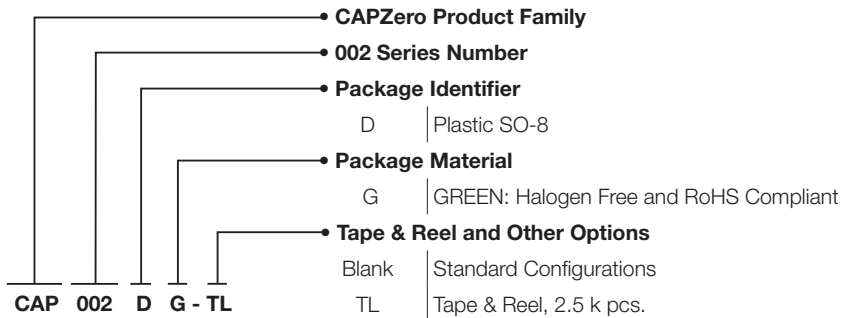 CAPZero Product Family
002 Series Number
Package Identifier
D Plastic SO-8
Package Material
G GREEN: Halogen Free and RoHS Compliant
Tape & Reel and Other Options
Blank Standard Configurations
TL Tape & Reel, 2.5 k pcs.
CAP 002 D G - TL